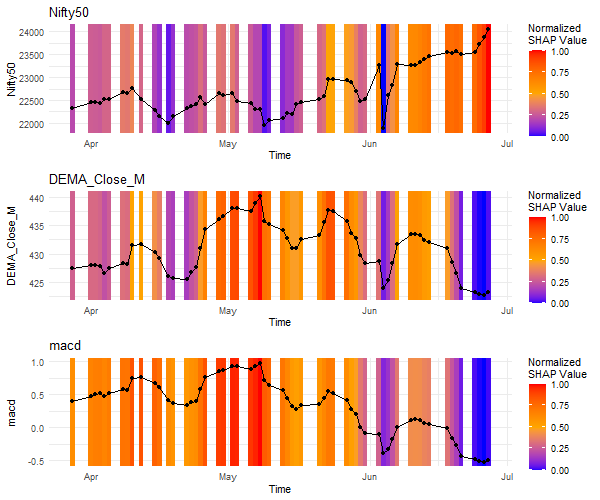 Nifty50
Nifty50
24000
23500
23000
22500
22000
Apr
May
Jun
Jul
Time
Normalized
SHAP Value
1.00
0.75
0.50
0.25
0.00
DEMA_Close_M
DEMA_Close_M
440
435
430
425
Apr
May
Jun
Jul
Time
Normalized
SHAP Value
1.00
0.75
0.50
0.25
0.00
macd
macd
1.0
0.5
0.0
-0.5
Apr
May
Jun
Jul
Time
Normalized
SHAP Value
1.00
0.75
0.50
0.25
0.00